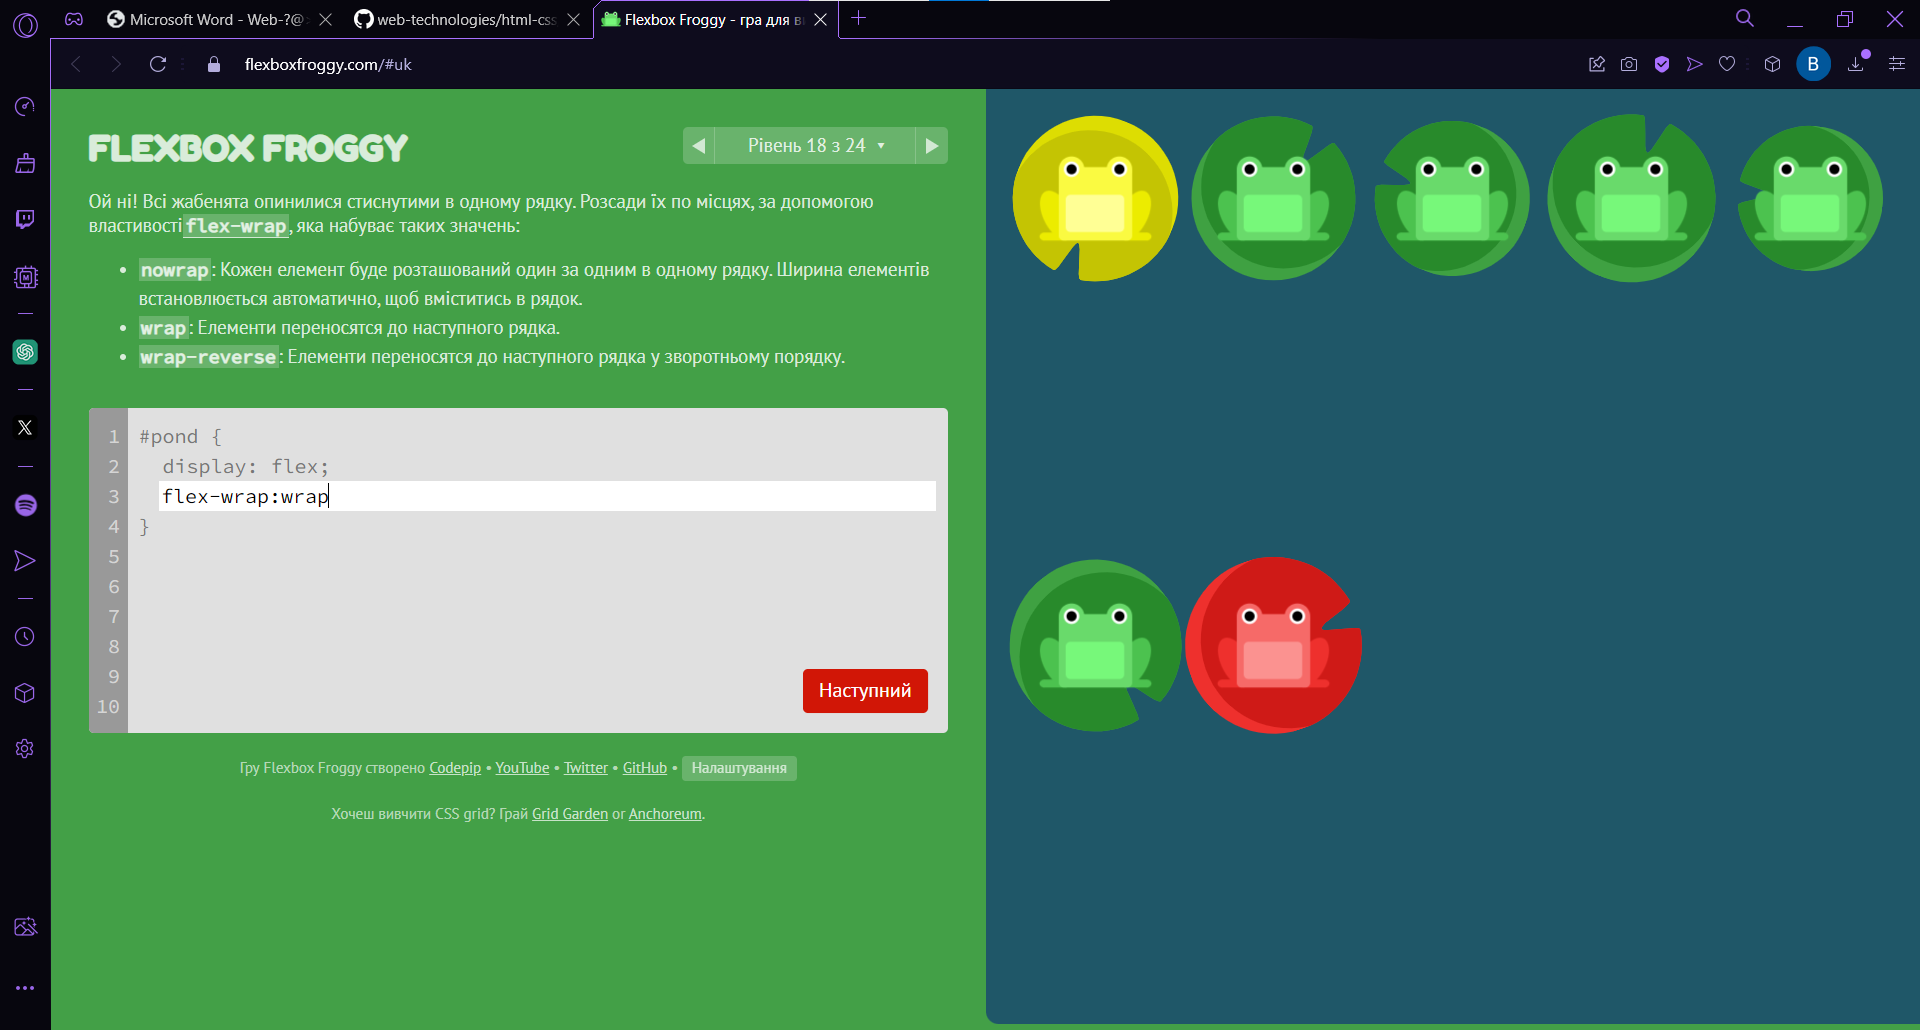 Microsoft Word - Web-?@
web-technologies/html-css
Flexbox Froggy - гра для в
flexboxfroggy.com/#uk
B
FLEXBOX FROGGY
Рівень 18 з 24
Ой ні! Всі жабенята опинилися стиснутими в одному рядку. Розсади їх по місцях, за допомогою
властивості flex-wrap, яка набуває таких значень:
• nowrap: Кожен елемент буде розташований один за одним в одному рядку. Ширина елементів
встановлюється автоматично, щоб вміститись в рядок.
• wrap: Елементи переносятся до наступного рядка.
• wrap-reverse: Елементи переносятся до наступного рядка у зворотньому порядку.
1 #pond {
2 display: flex;
3 flex-wrap:wrap
4 }
5
6
7
8
9
10
Наступний
Гру Flexbox Froggy створено Codepip • YouTube • Twitter • GitHub • Налаштування
Хочеш вивчити CSS grid? Грай Grid Garden or Anchoreum.